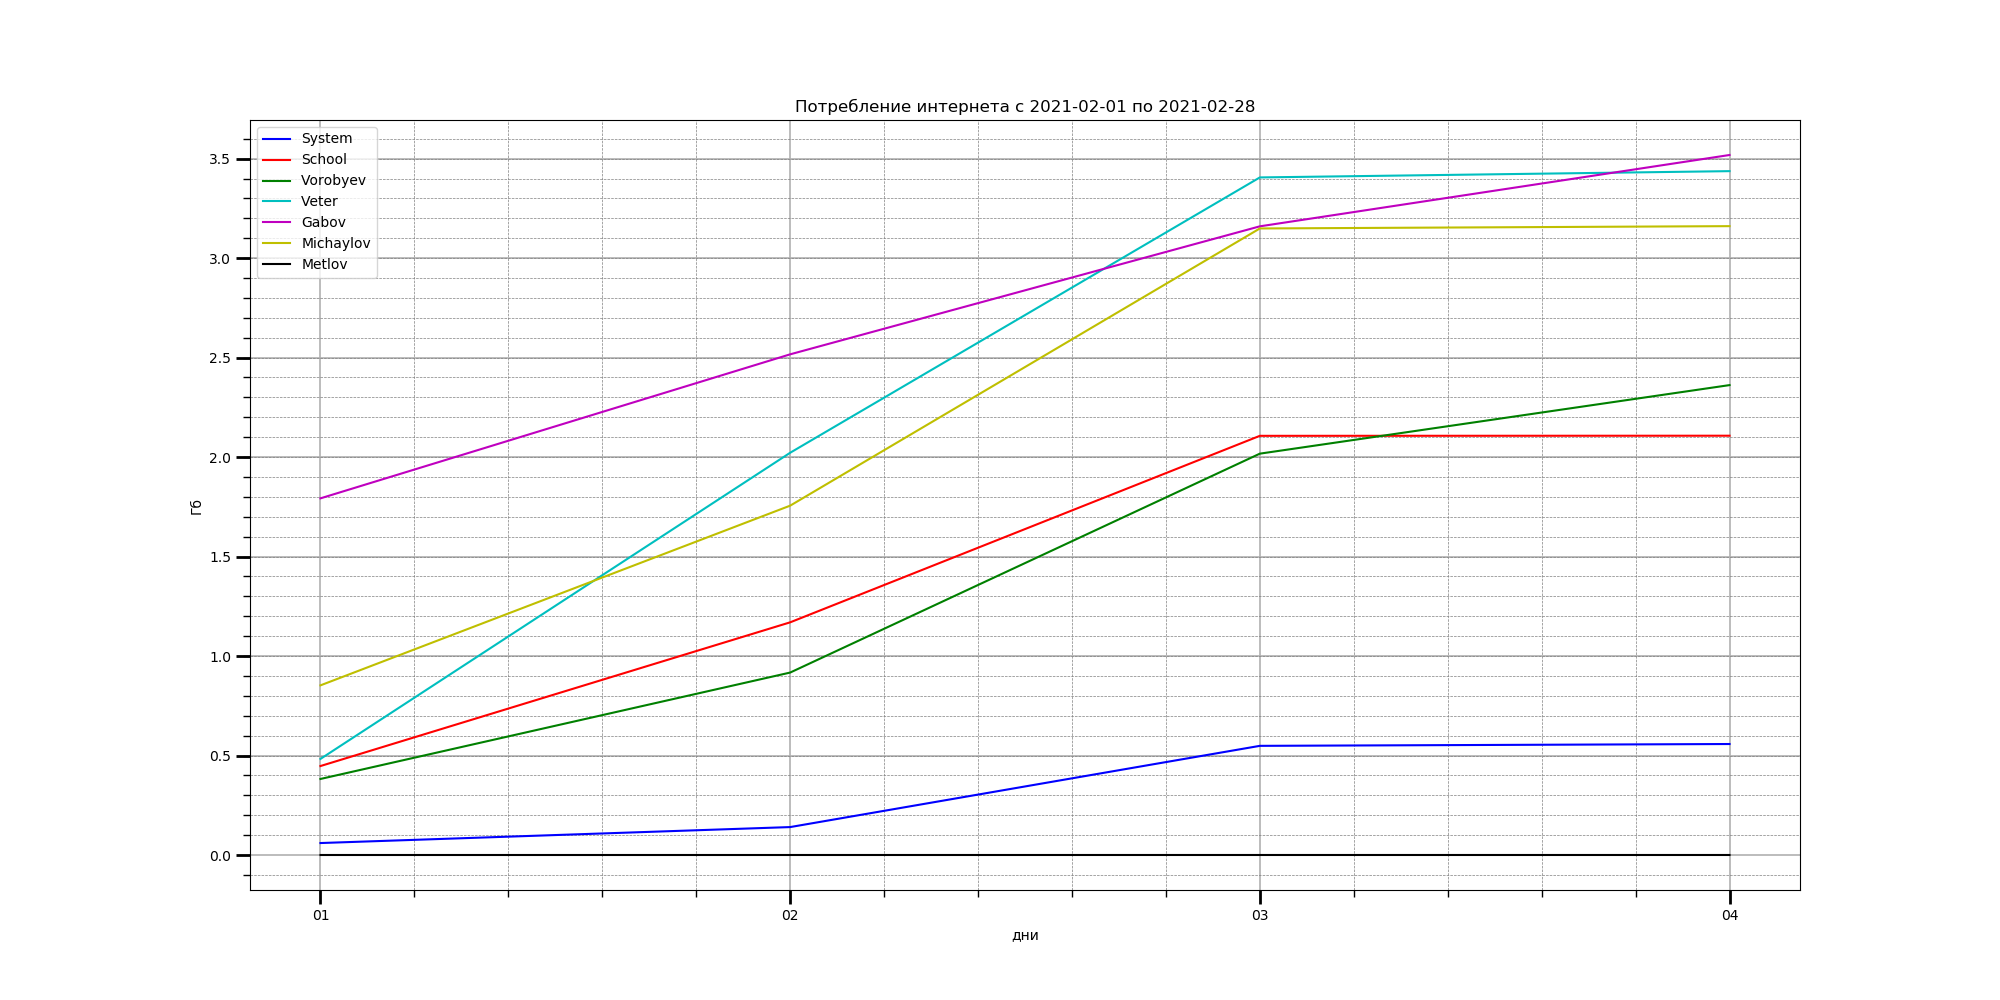 Потребление интернета с 2021-02-01 по 2021-02-28
System
School
Vorobyev
Veter
Gabov
Michaylov
Metlov
3.5
3.0
2.5
2.0
1.5
1.0
0.5
0.0
Гб
01 02 03 04
дни